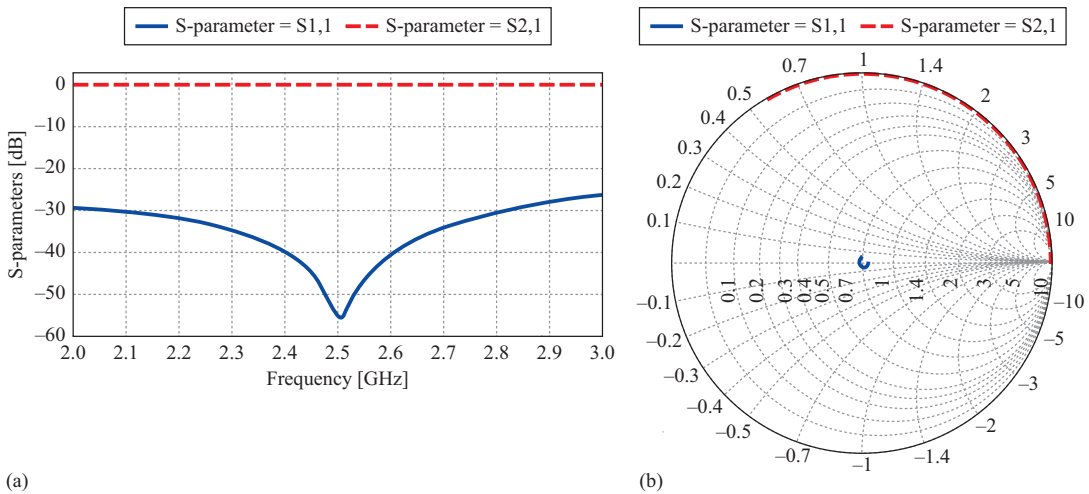 S-parameter = S1,1 S-parameter = S2,1
0
–10
–20
–30
–40
–50
–60
S-parameters [dB]
2.0 2.1 2.2 2.3 2.4 2.5 2.6 2.7 2.8 2.9 3.0
Frequency [GHz]
(a)
S-parameter = S1,1 S-parameter = S2,1
0.7 1 1.4
0.5 2
0.4
0.3 3
0.2 5
0.1 10
0.1 0.2 0.3 0.4 0.5 0.7 1 1.4 2 3 5 10
–0.1 –10
–0.2 –5
–0.3 –3
–0.4
–0.5 –2
–0.7 –1 –1.4
(b)